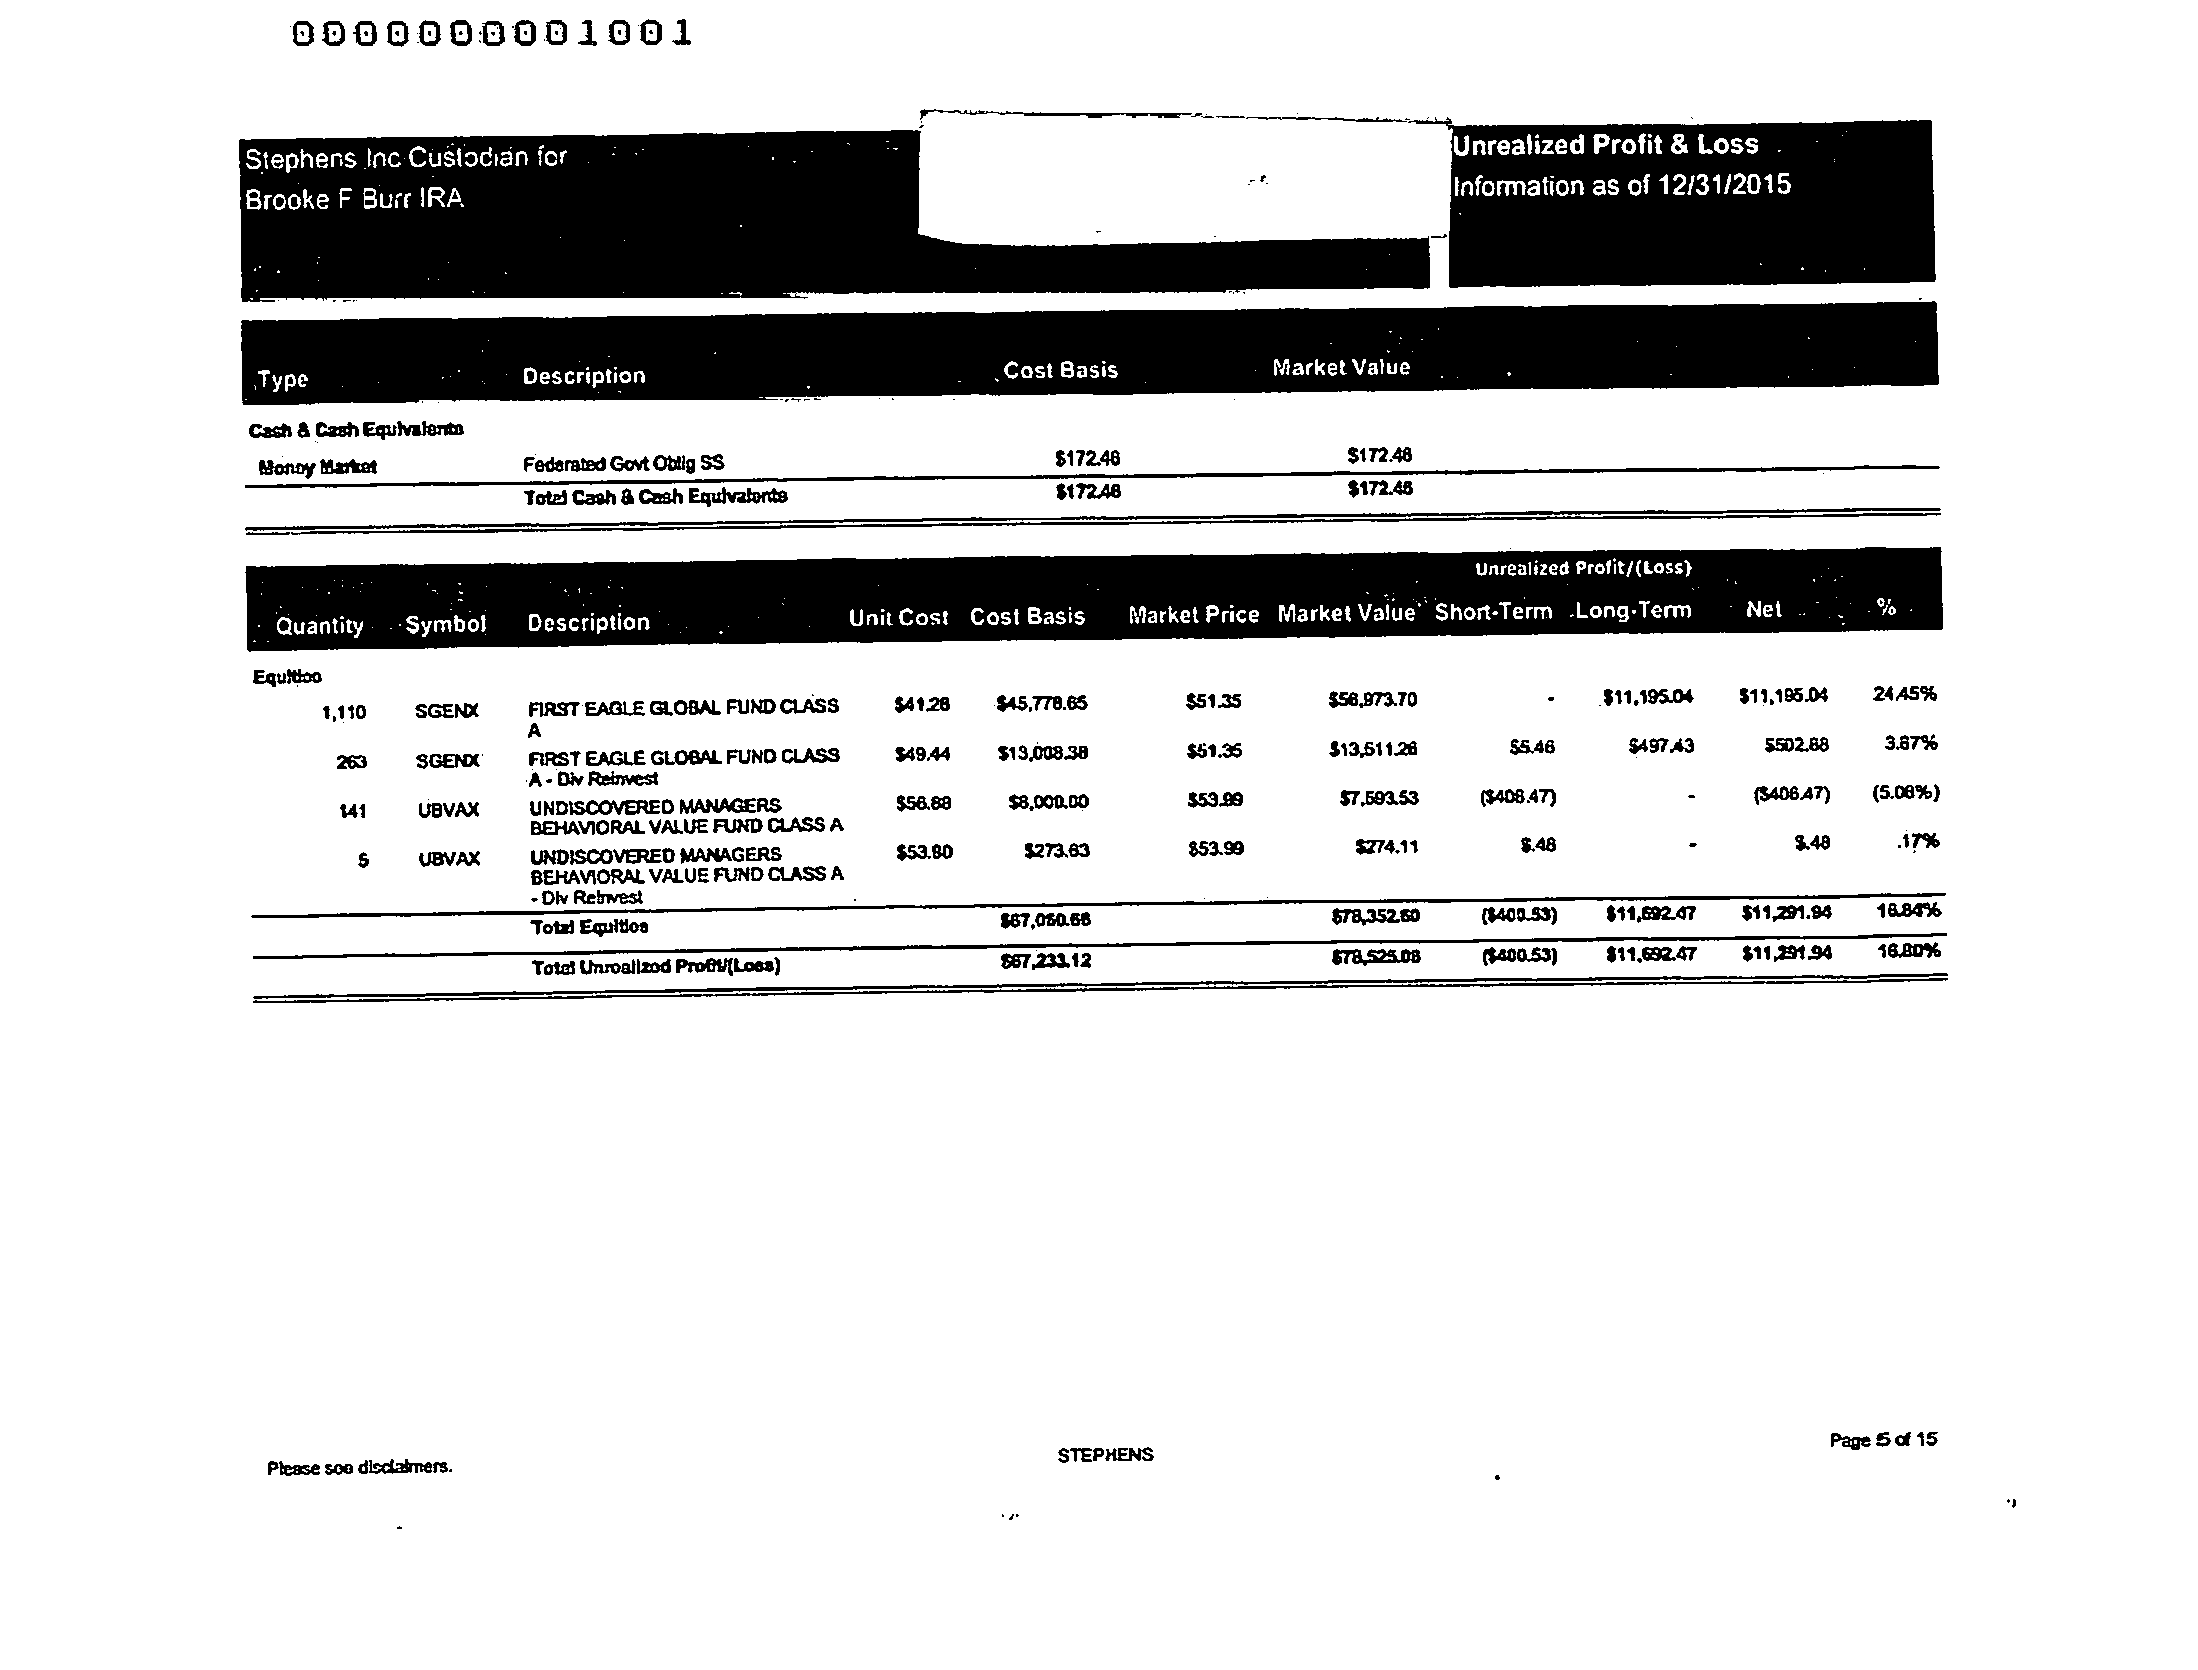 0000000001001
Stephens Inc Custodian for
Brooke F Burr IRA
Unrealized Profit & Loss
Information as of 12/31/2015
Type Description Cost Basis Market Value
Cash & Cash Equivalents
Money Market Federated Govt Oblig SS $172.46 $172.46
Total Cash & Cash Equivalents $172.46 $172.46
Unrealized Profit/(Loss)
Quantity Symbol Description Unit Cost Cost Basis Market Price Market Value Short-Term Long-Term Net %
Equities
1,110 SGENX FIRST EAGLE GLOBAL FUND CLASS $41.26 $45,778.65 $51.35 $56,973.70 - $11,195.04 $11,195.04 24.45%
A
263 SGENX FIRST EAGLE GLOBAL FUND CLASS $49.44 $13,008.38 $51.35 $13,511.26 $5.46 $497.43 $502.88 3.87%
A - Div Reinvest
141 UBVAX UNDISCOVERED MANAGERS $56.88 $8,000.00 $53.99 $7,593.53 ($406.47) - ($406.47) (5.08%)
BEHAVIORAL VALUE FUND CLASS A
5 UBVAX UNDISCOVERED MANAGERS $53.80 $273.63 $53.99 $274.11 $.48 - $.48 .17%
BEHAVIORAL VALUE FUND CLASS A
- Div Reinvest
Total Equities $67,060.66 $78,352.60 ($400.53) $11,692.47 $11,291.94 16.84%
Total Unrealized Profit/(Loss) $67,233.12 $78,525.06 ($400.53) $11,692.47 $11,291.94 16.80%
Please see disclaimers.
STEPHENS
Page 5 of 15